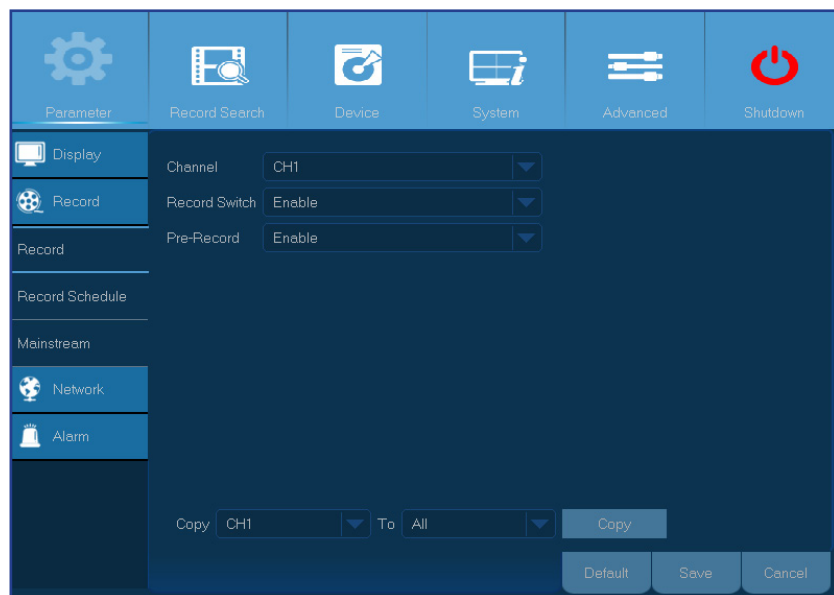 Parameter
Record Search
Device
System
Advanced
Shutdown
Display
Record
Record
Record Schedule
Mainstream
Network
Alarm
Channel CH1
Record Switch Enable
Pre-Record Enable
Copy CH1 To All Copy
Default Save Cancel